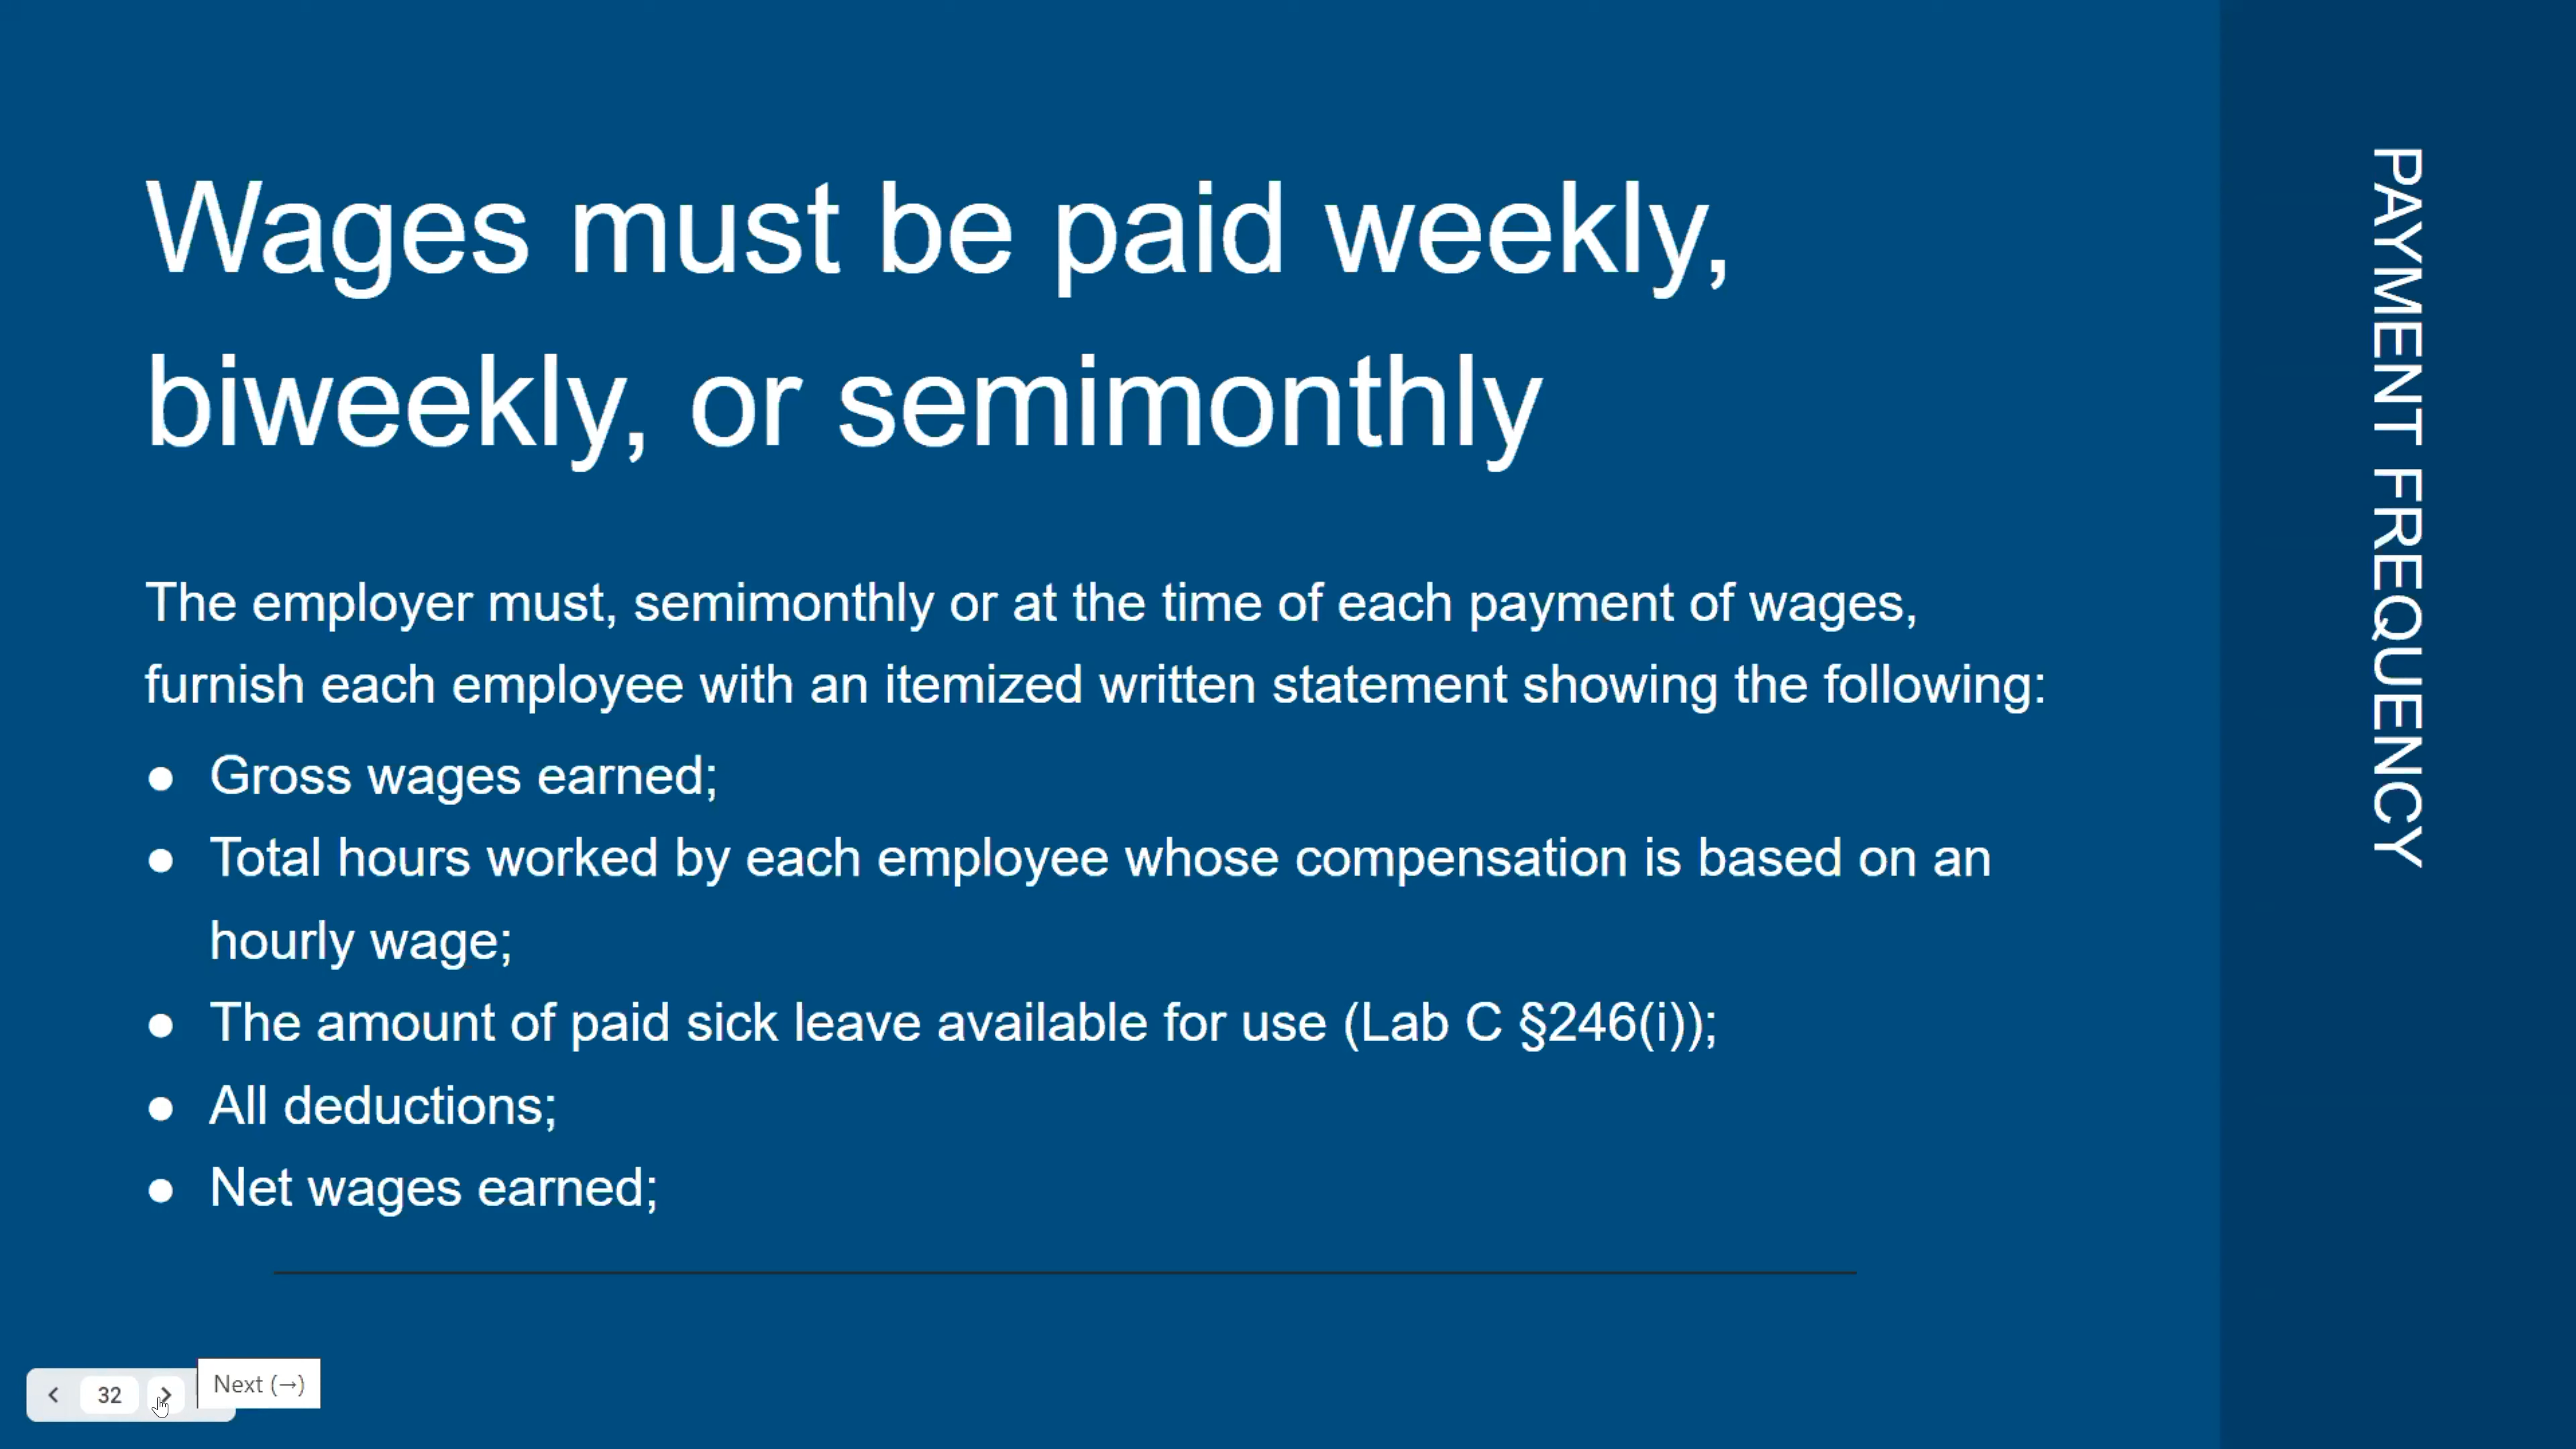 Wages must be paid weekly,
biweekly, or semimonthly
The employer must, semimonthly or at the time of each payment of wages,
furnish each employee with an itemized written statement showing the following:
● Gross wages earned;
● Total hours worked by each employee whose compensation is based on an
hourly wage;
● The amount of paid sick leave available for use (Lab C §246(i));
● All deductions;
● Net wages earned;
PAYMENT FREQUENCY
32
Next (→)